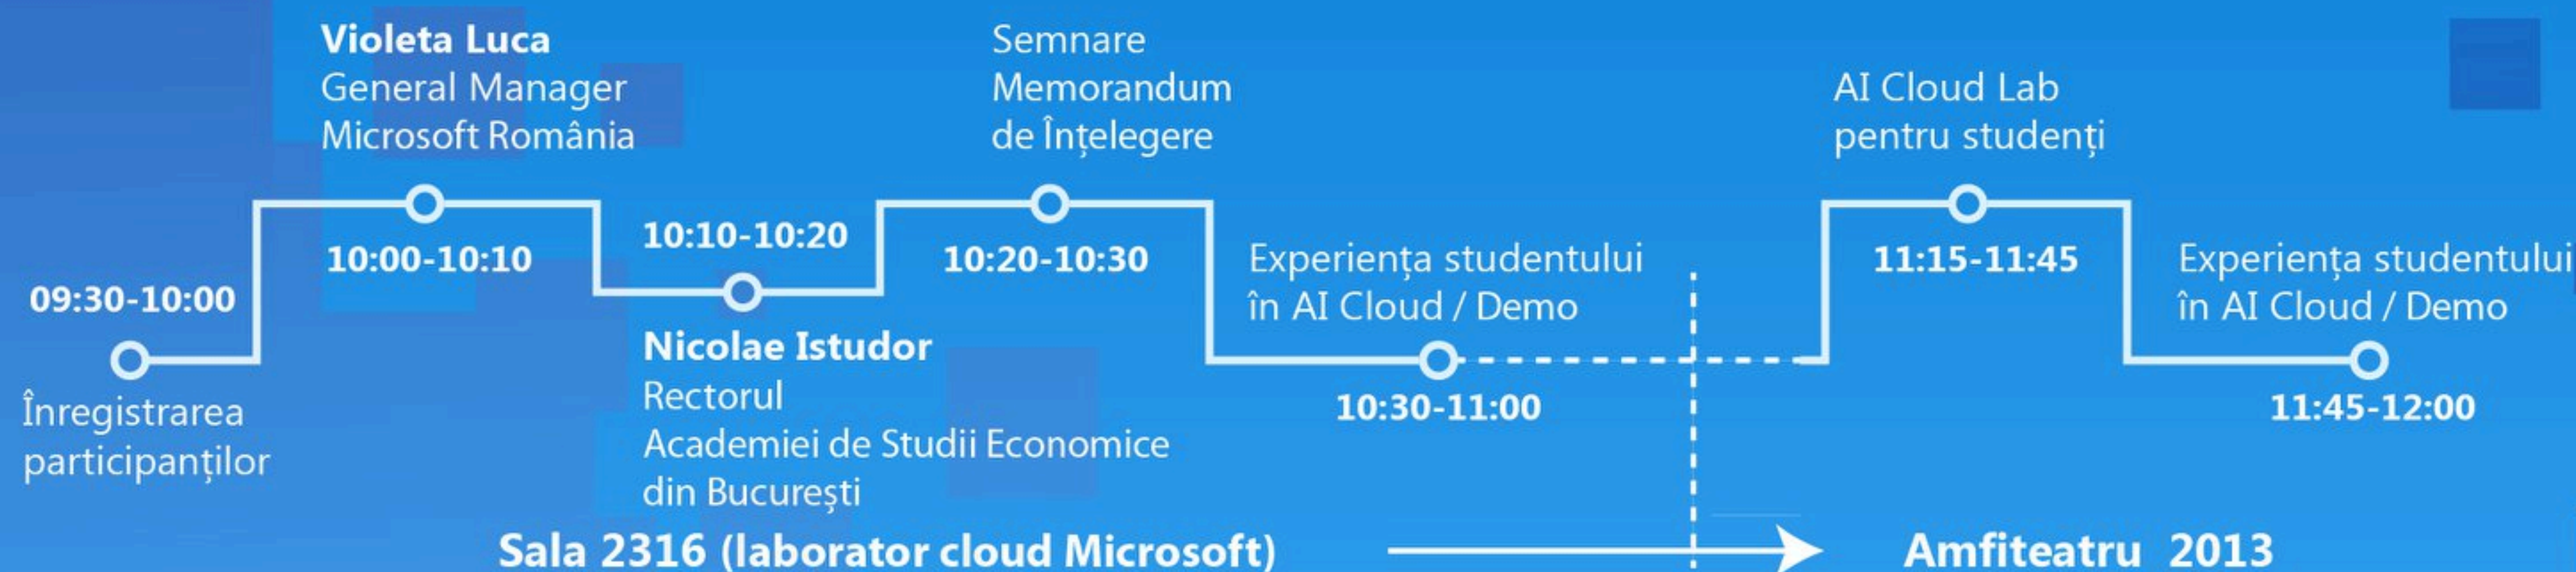 09:30-10:00
Înregistrarea
participanților
Violeta Luca
General Manager
Microsoft România
10:00-10:10
10:10-10:20
Nicolae Istudor
Rectorul
Academiei de Studii Economice
din București
Semnare
Memorandum
de Înțelegere
10:20-10:30
Experiența studentului
în AI Cloud / Demo
10:30-11:00
AI Cloud Lab
pentru studenți
11:15-11:45
Experiența studentului
în AI Cloud / Demo
11:45-12:00
Sala 2316 (laborator cloud Microsoft)
Amfiteatru 2013